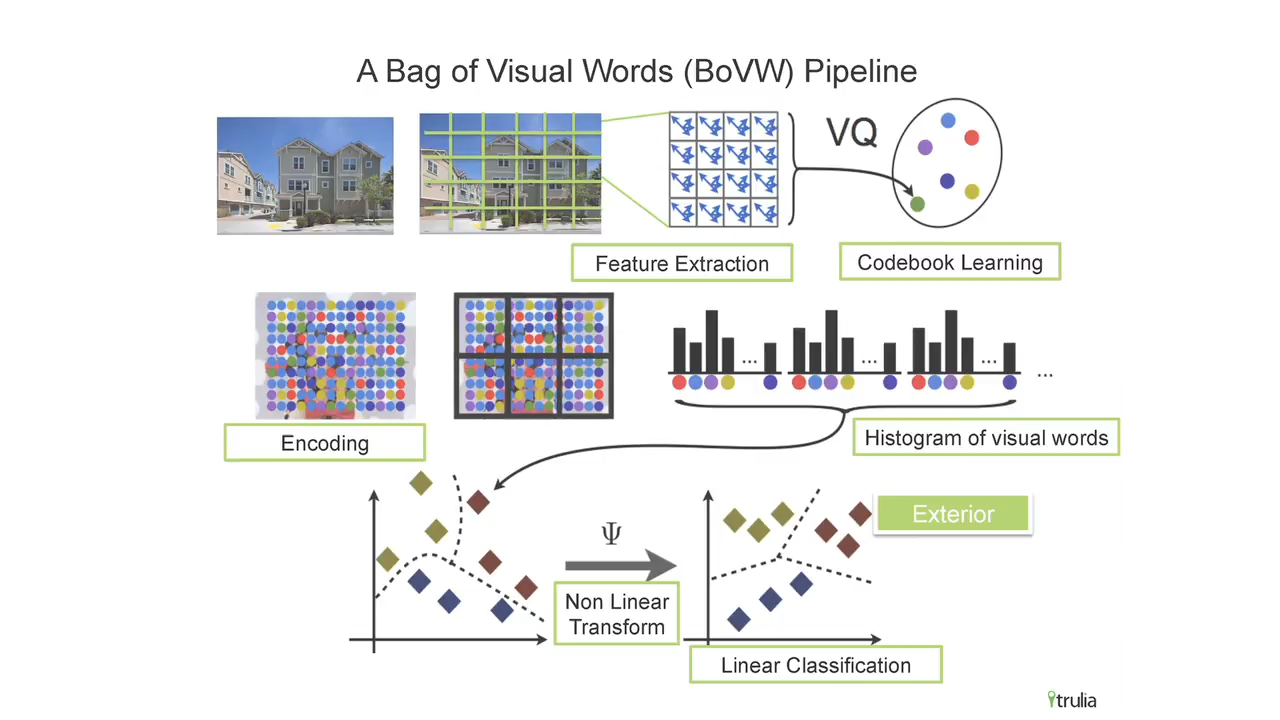 A Bag of Visual Words (BoVW) Pipeline
VQ
Feature Extraction
Codebook Learning
...
...
...
...
Encoding
Histogram of visual words
Ψ
Exterior
Non Linear
Transform
Linear Classification
trulia